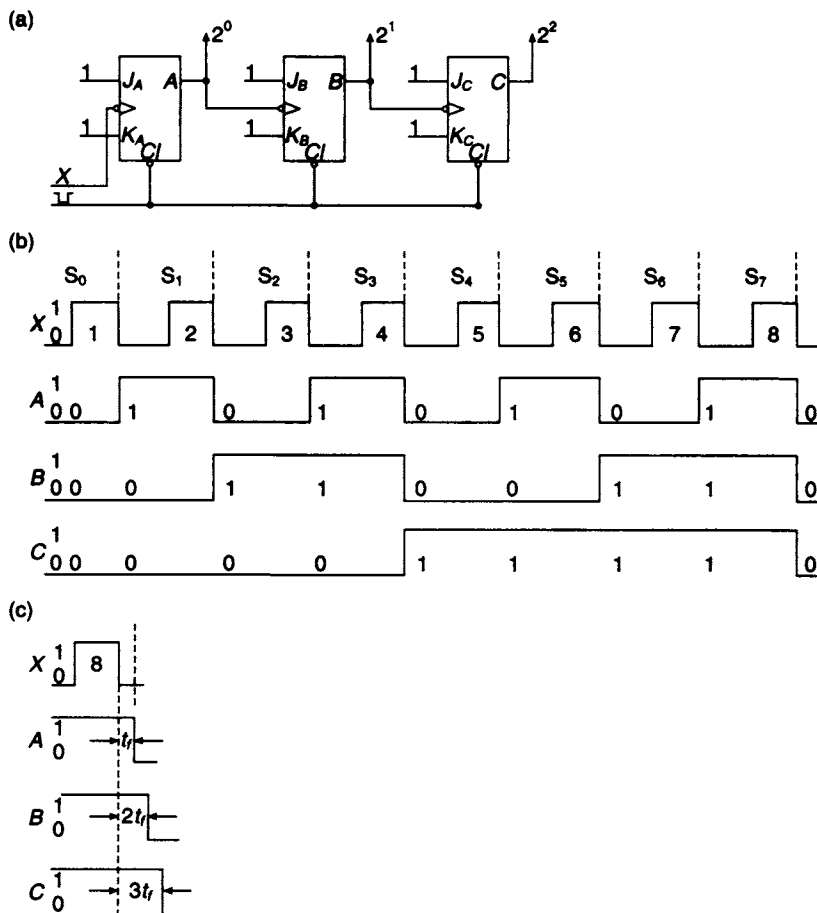 (a)
2⁰ 2¹ 2²
1 J_A A 1 J_B B 1 J_C C
1 K_A 1 K_B 1 K_C
Cl Cl Cl
X
(b)
S₀ S₁ S₂ S₃ S₄ S₅ S₆ S₇
X 1 0 1 2 3 4 5 6 7 8
A 1 0 0 1 0 1 0 1 0 1 0
B 1 0 0 0 1 1 0 0 1 1 0
C 1 0 0 0 0 0 1 1 1 1 0
(c)
X 1 0 8
A 1 0 t_f
B 1 0 2t_f
C 1 0 3t_f